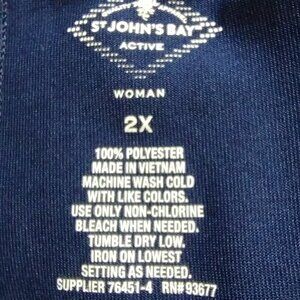 ST JOHN'S BAY
ACTIVE
WOMAN
2X
100% POLYESTER
MADE IN VIETNAM
MACHINE WASH COLD
WITH LIKE COLORS.
USE ONLY NON-CHLORINE
BLEACH WHEN NEEDED.
TUMBLE DRY LOW.
IRON ON LOWEST
SETTING AS NEEDED.
SUPPLIER 76451-4 RN# 93677